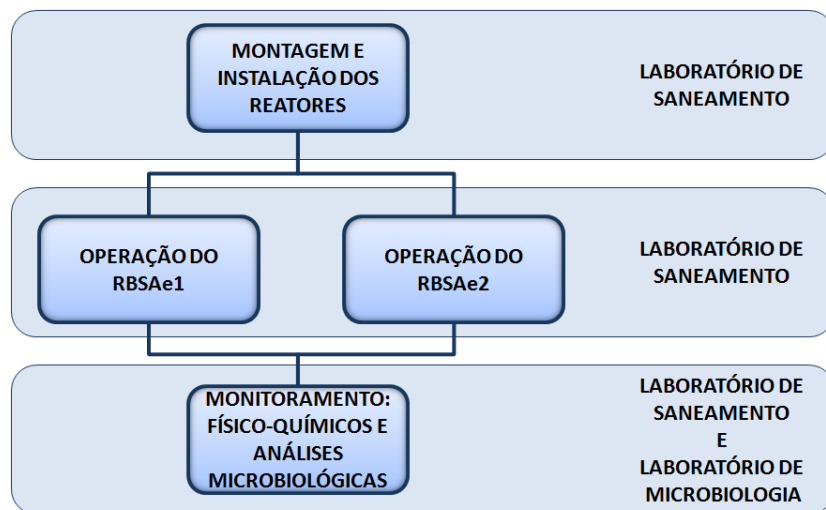 MONTAGEM E
INSTALAÇÃO DOS
REATORES
LABORATÓRIO DE
SANEAMENTO
OPERAÇÃO DO
RBSAe1
OPERAÇÃO DO
RBSAe2
LABORATÓRIO DE
SANEAMENTO
MONITORAMENTO:
FÍSICO-QUÍMICOS E
ANÁLISES
MICROBIOLÓGICAS
LABORATÓRIO DE
SANEAMENTO
E
LABORATÓRIO DE
MICROBIOLOGIA